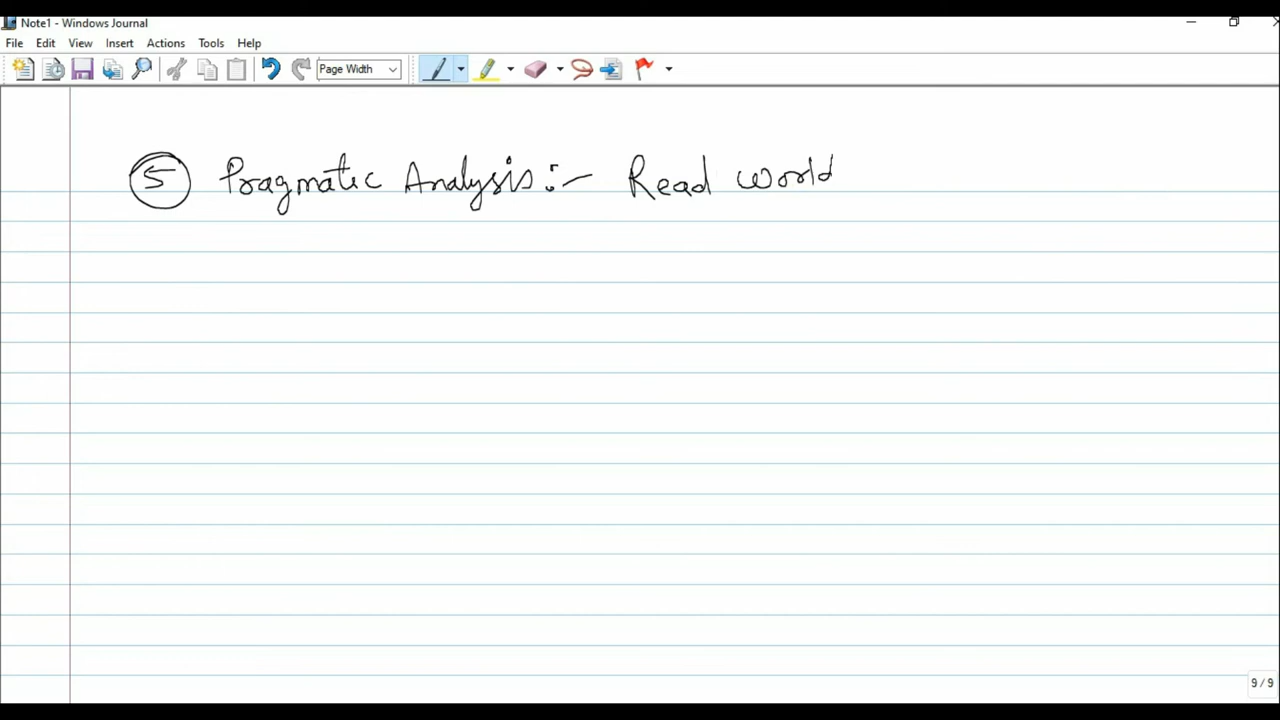 Note1 - Windows Journal
File Edit View Insert Actions Tools Help
Page Width
⑤ Pragmatic Analysis :- Read world
9 / 9